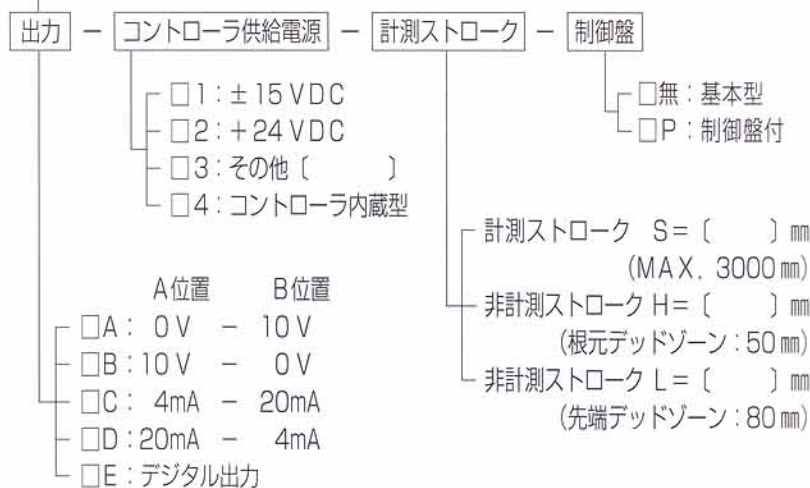 出力 － コントローラ供給電源 － 計測ストローク － 制御盤
□1：±15VDC
□2：+24VDC
□3：その他〔　　　〕
□4：コントローラ内蔵型
□無：基本型
□P：制御盤付
計測ストローク　S=〔　　〕㎜
(MAX. 3000㎜)
非計測ストローク H=〔　　〕㎜
(根元デッドゾーン：50㎜)
非計測ストローク L=〔　　〕㎜
(先端デッドゾーン：80㎜)
A位置　　B位置
□A： 0V － 10V
□B：10V － 0V
□C： 4mA － 20mA
□D：20mA － 4mA
□E：デジタル出力